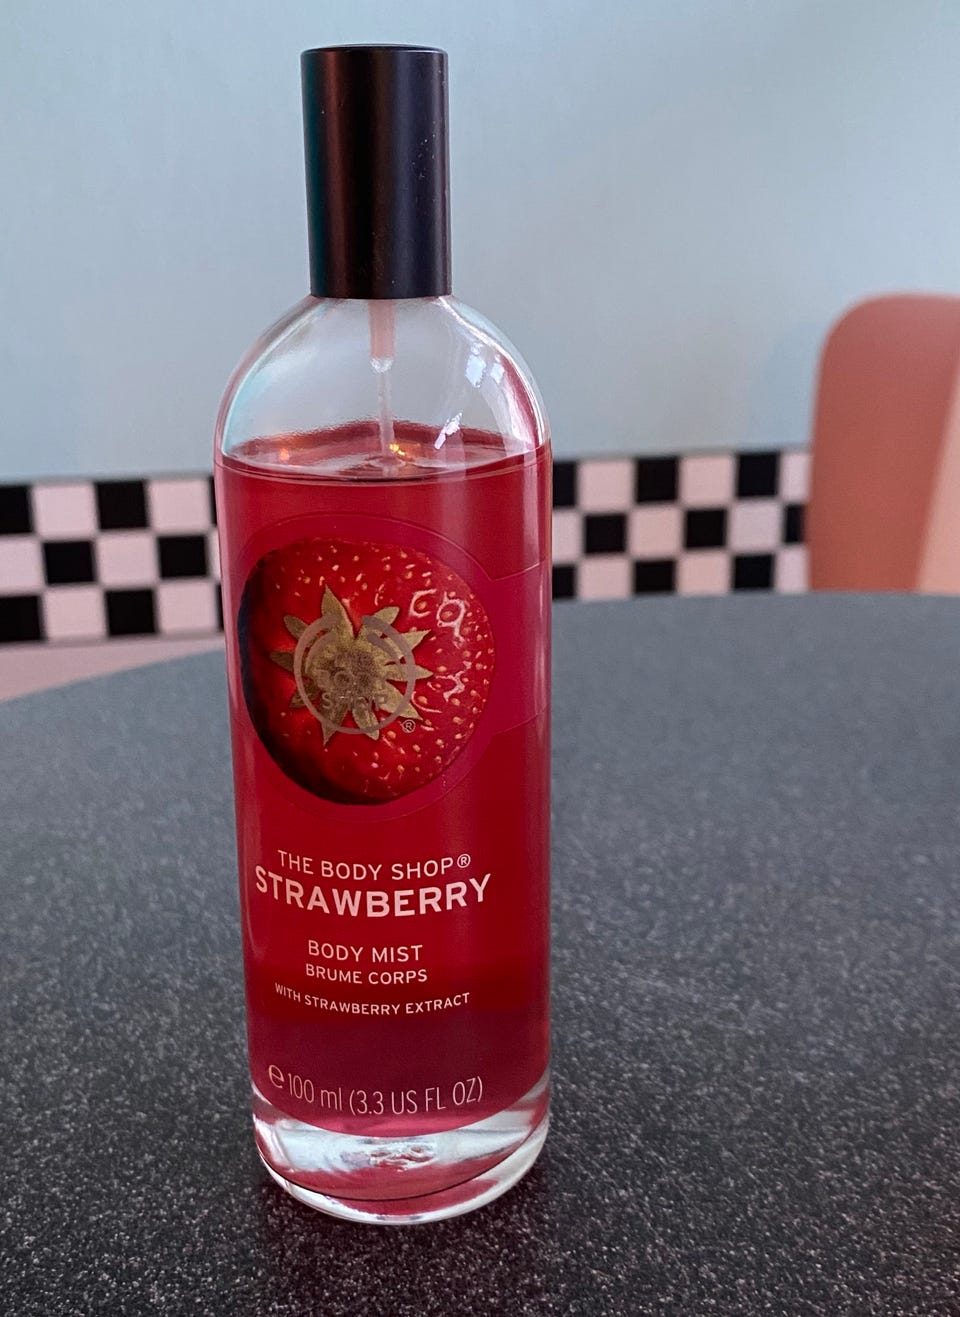 ®
THE BODY SHOP®
STRAWBERRY
BODY MIST
BRUME CORPS
WITH STRAWBERRY EXTRACT
℮ 100 ml (3.3 US FL OZ)